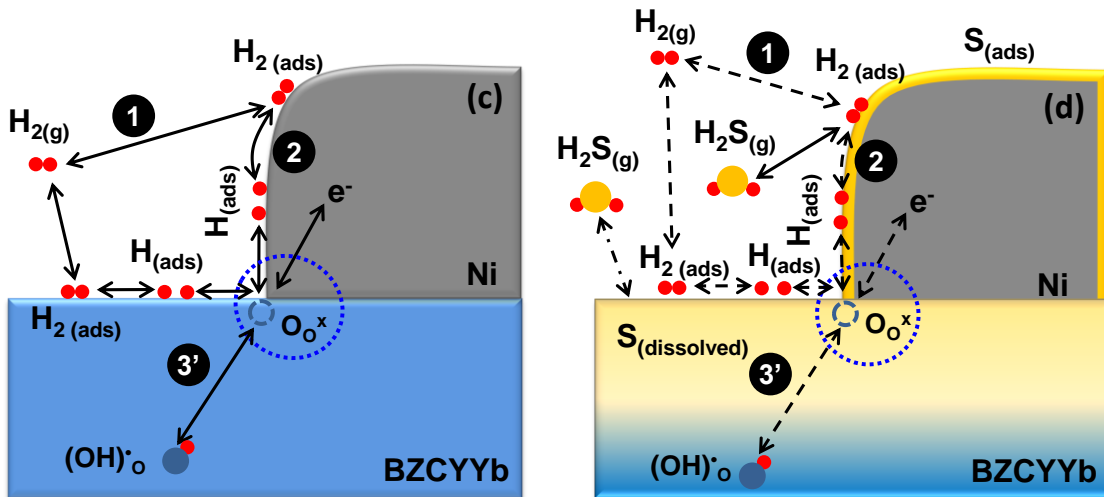 H2 (ads)
(c)
1
H2(g)
2
H(ads)
e-
H(ads)
Ni
H2 (ads)
OOx
3’
(OH)•O
BZCYYb
H2(g)
1
S(ads)
H2 (ads)
(d)
H2S(g)
H2S(g)
2
H(ads)
e-
H2 (ads)
H(ads)
Ni
S(dissolved)
OOx
3’
(OH)•O
BZCYYb